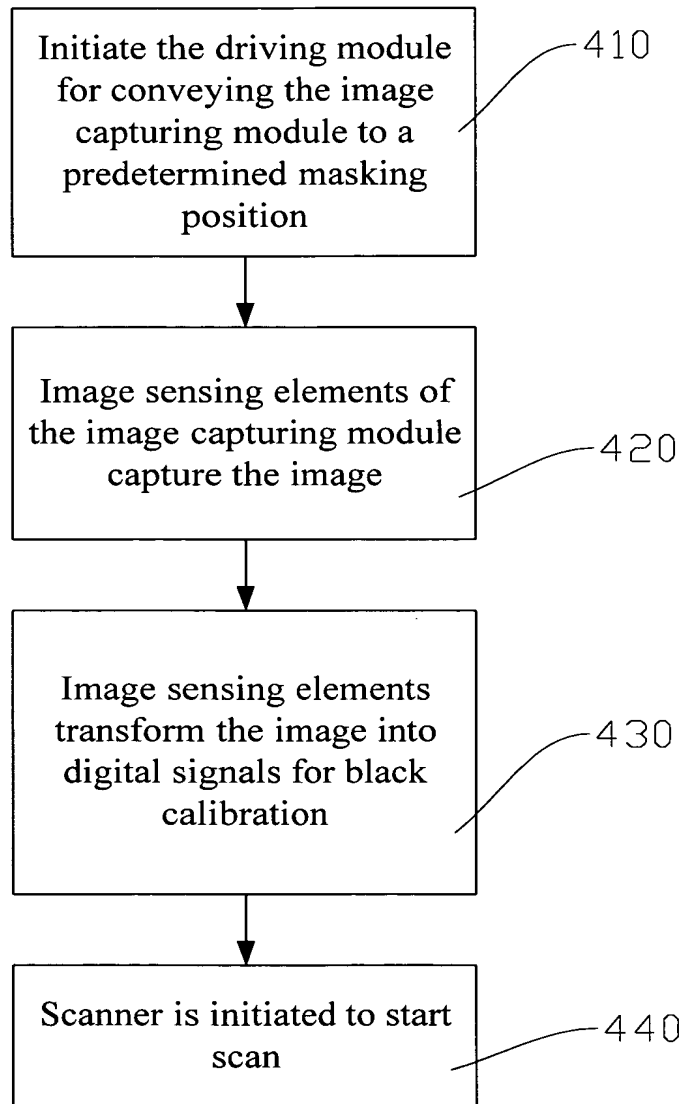 Initiate the driving module
for conveying the image
capturing module to a
predetermined masking
position
410
Image sensing elements of
the image capturing module
capture the image
420
Image sensing elements
transform the image into
digital signals for black
calibration
430
Scanner is initiated to start
scan
440